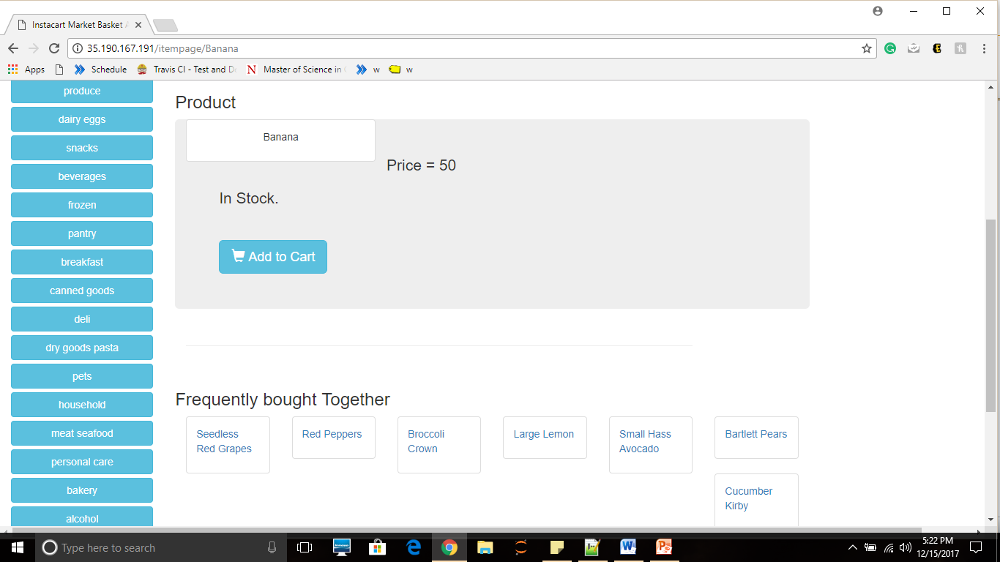 Instacart Market Basket A
35.190.167.191/itempage/Banana
Apps
Schedule
Travis CI - Test and De
Master of Science in
w
w
produce
dairy eggs
snacks
beverages
frozen
pantry
breakfast
canned goods
deli
dry goods pasta
pets
household
meat seafood
personal care
bakery
alcohol
Product
Banana
Price = 50
In Stock.
Add to Cart
Frequently bought Together
Seedless
Red Grapes
Red Peppers
Broccoli
Crown
Large Lemon
Small Hass
Avocado
Bartlett Pears
Cucumber
Kirby
Type here to search
5:22 PM
12/15/2017